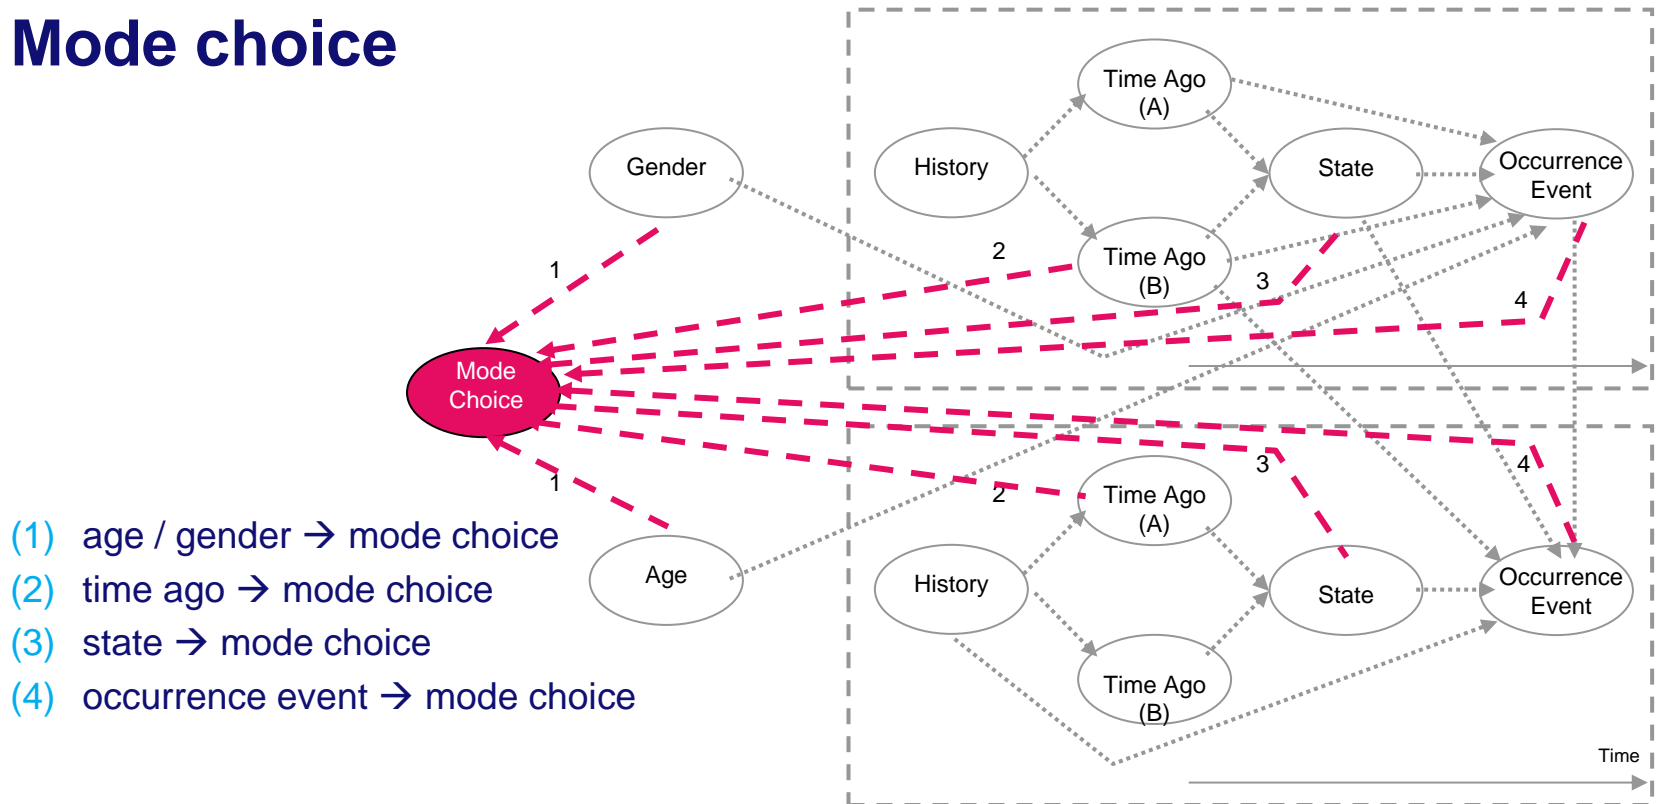 Mode choice
Time Ago
(A)
Gender
History
State
Occurrence
Event
Time Ago
(B)
1
2
3
4
Mode
Choice
1
2
3
4
Time Ago
(A)
Age
History
State
Occurrence
Event
Time Ago
(B)
Time
(1) age / gender → mode choice
(2) time ago → mode choice
(3) state → mode choice
(4) occurrence event → mode choice